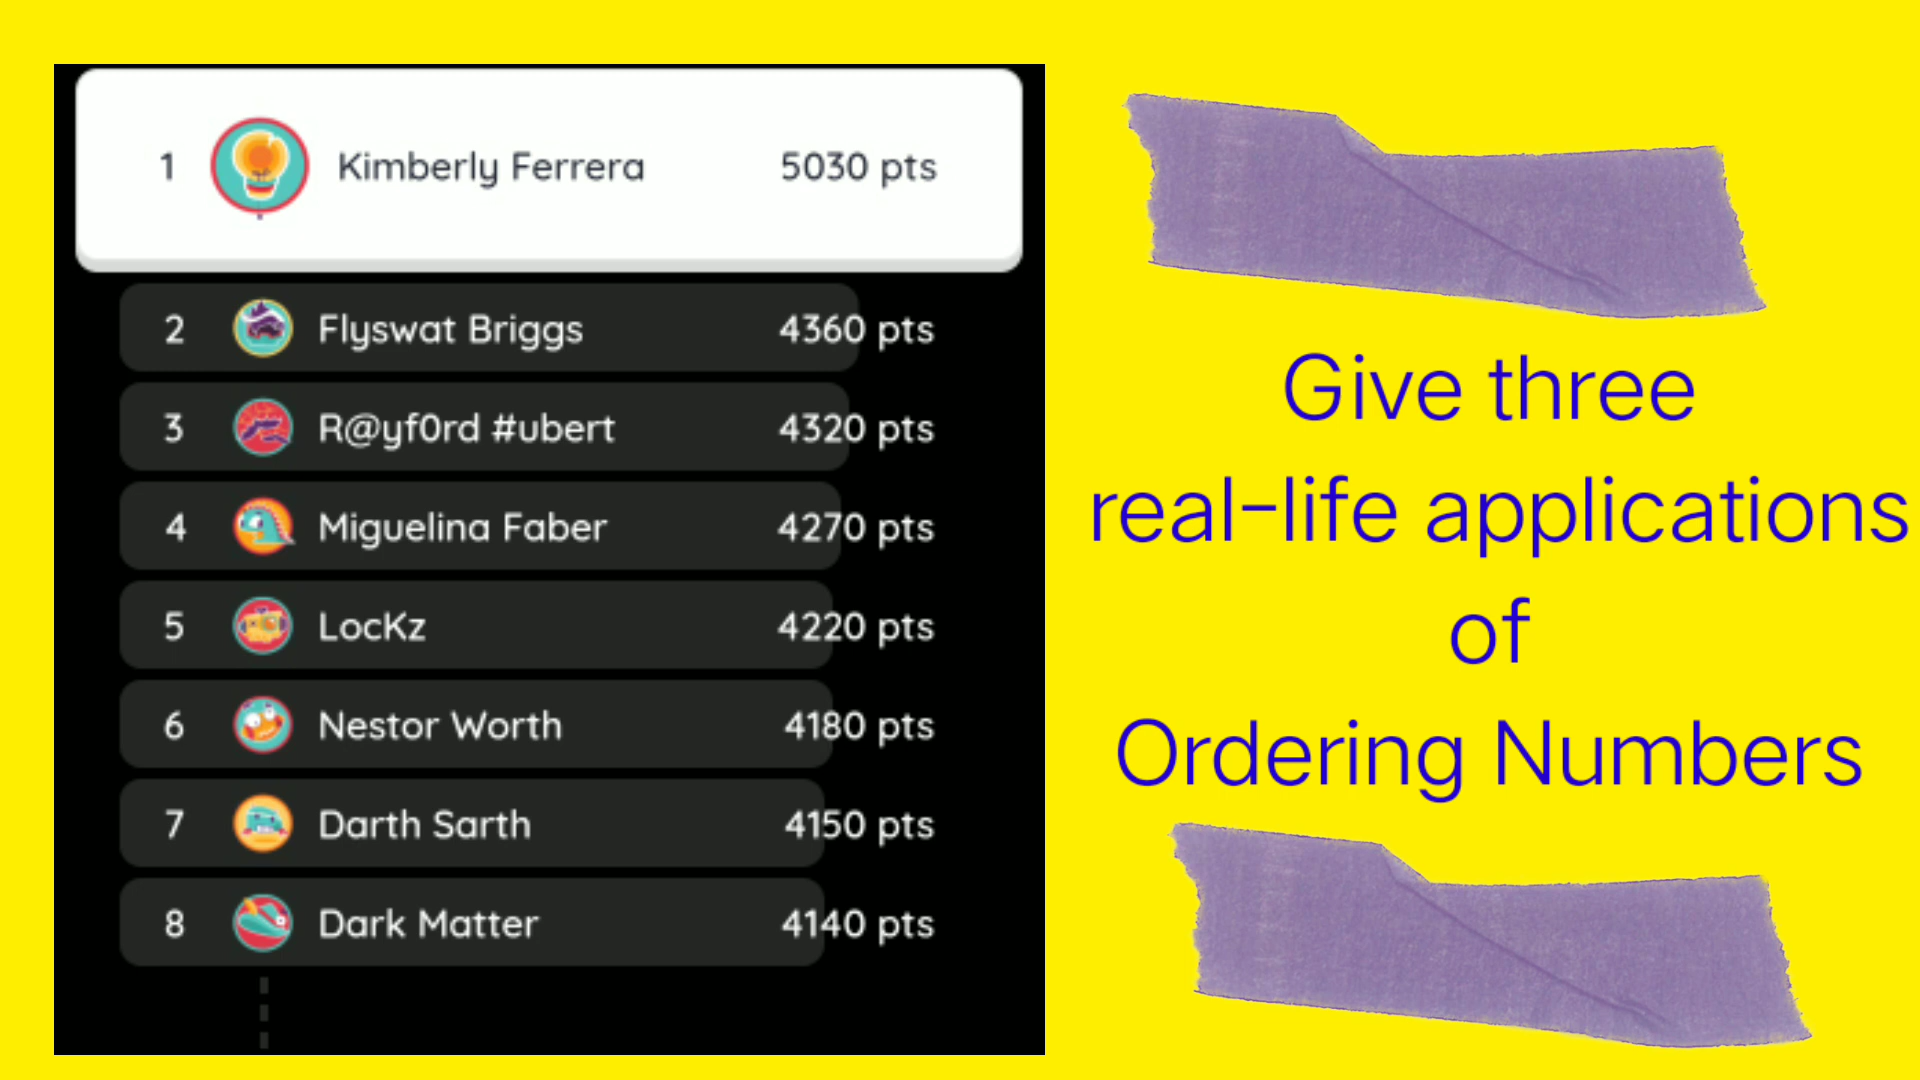 1 Kimberly Ferrera 5030 pts
2 Flyswat Briggs 4360 pts
3 R@yf0rd #ubert 4320 pts
4 Miguelina Faber 4270 pts
5 LocKz 4220 pts
6 Nestor Worth 4180 pts
7 Darth Sarth 4150 pts
8 Dark Matter 4140 pts
Give three
real-life applications
of
Ordering Numbers